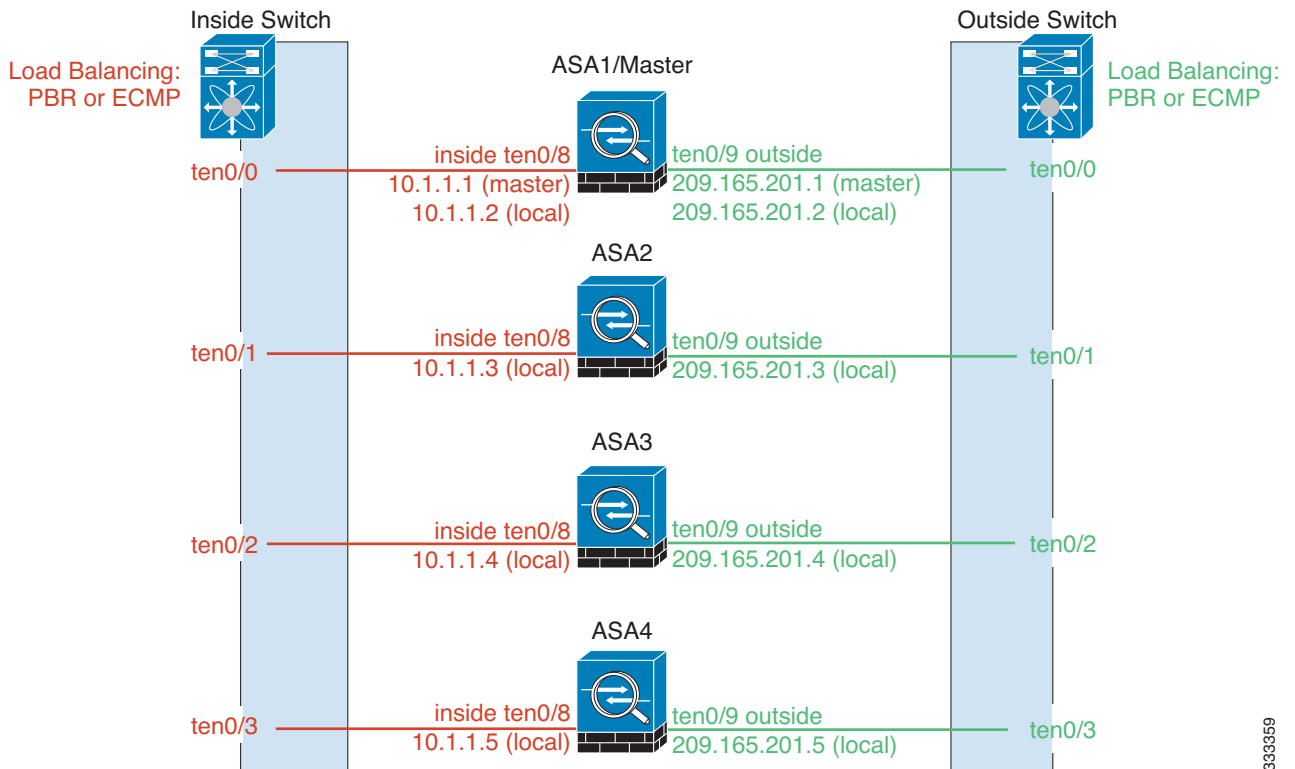 Inside Switch
Outside Switch
Load Balancing:
PBR or ECMP
ASA1/Master
Load Balancing:
PBR or ECMP
ten0/0
inside ten0/8
10.1.1.1 (master)
10.1.1.2 (local)
ten0/9 outside
209.165.201.1 (master)
209.165.201.2 (local)
ten0/0
ASA2
ten0/1
inside ten0/8
10.1.1.3 (local)
ten0/9 outside
209.165.201.3 (local)
ten0/1
ASA3
ten0/2
inside ten0/8
10.1.1.4 (local)
ten0/9 outside
209.165.201.4 (local)
ten0/2
ASA4
ten0/3
inside ten0/8
10.1.1.5 (local)
ten0/9 outside
209.165.201.5 (local)
ten0/3
333359